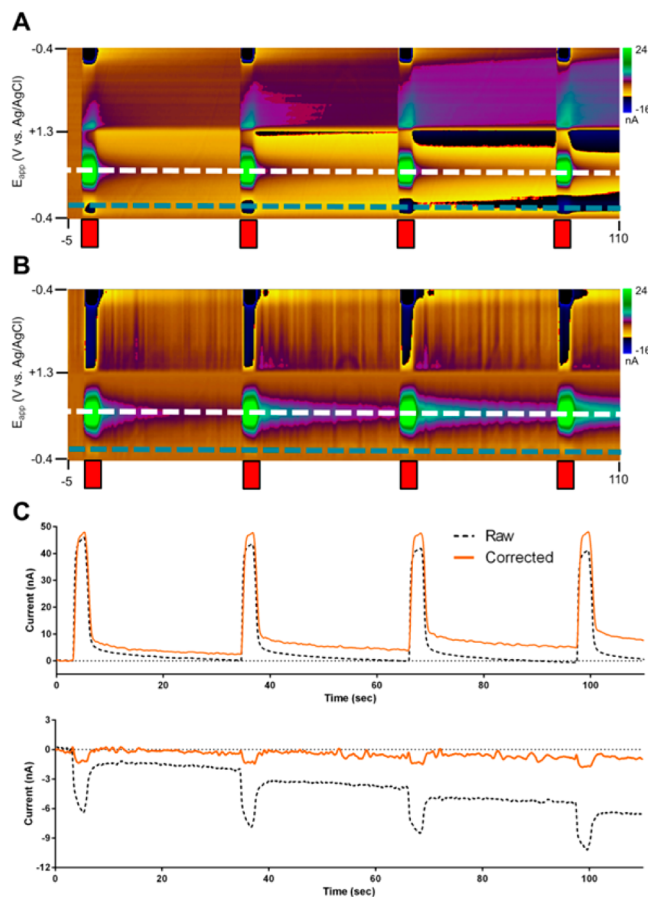 A
-0.4
+1.3
-0.4
E_app (V vs. Ag/AgCl)
24
-16
nA
-5
110
B
-0.4
+1.3
-0.4
E_app (V vs. Ag/AgCl)
24
-16
nA
-5
110
C
50
40
30
20
10
0
Current (nA)
Raw
Corrected
0 20 40 60 80 100
Time (sec)
3
0
-3
-6
-9
-12
Current (nA)
0 20 40 60 80 100
Time (sec)